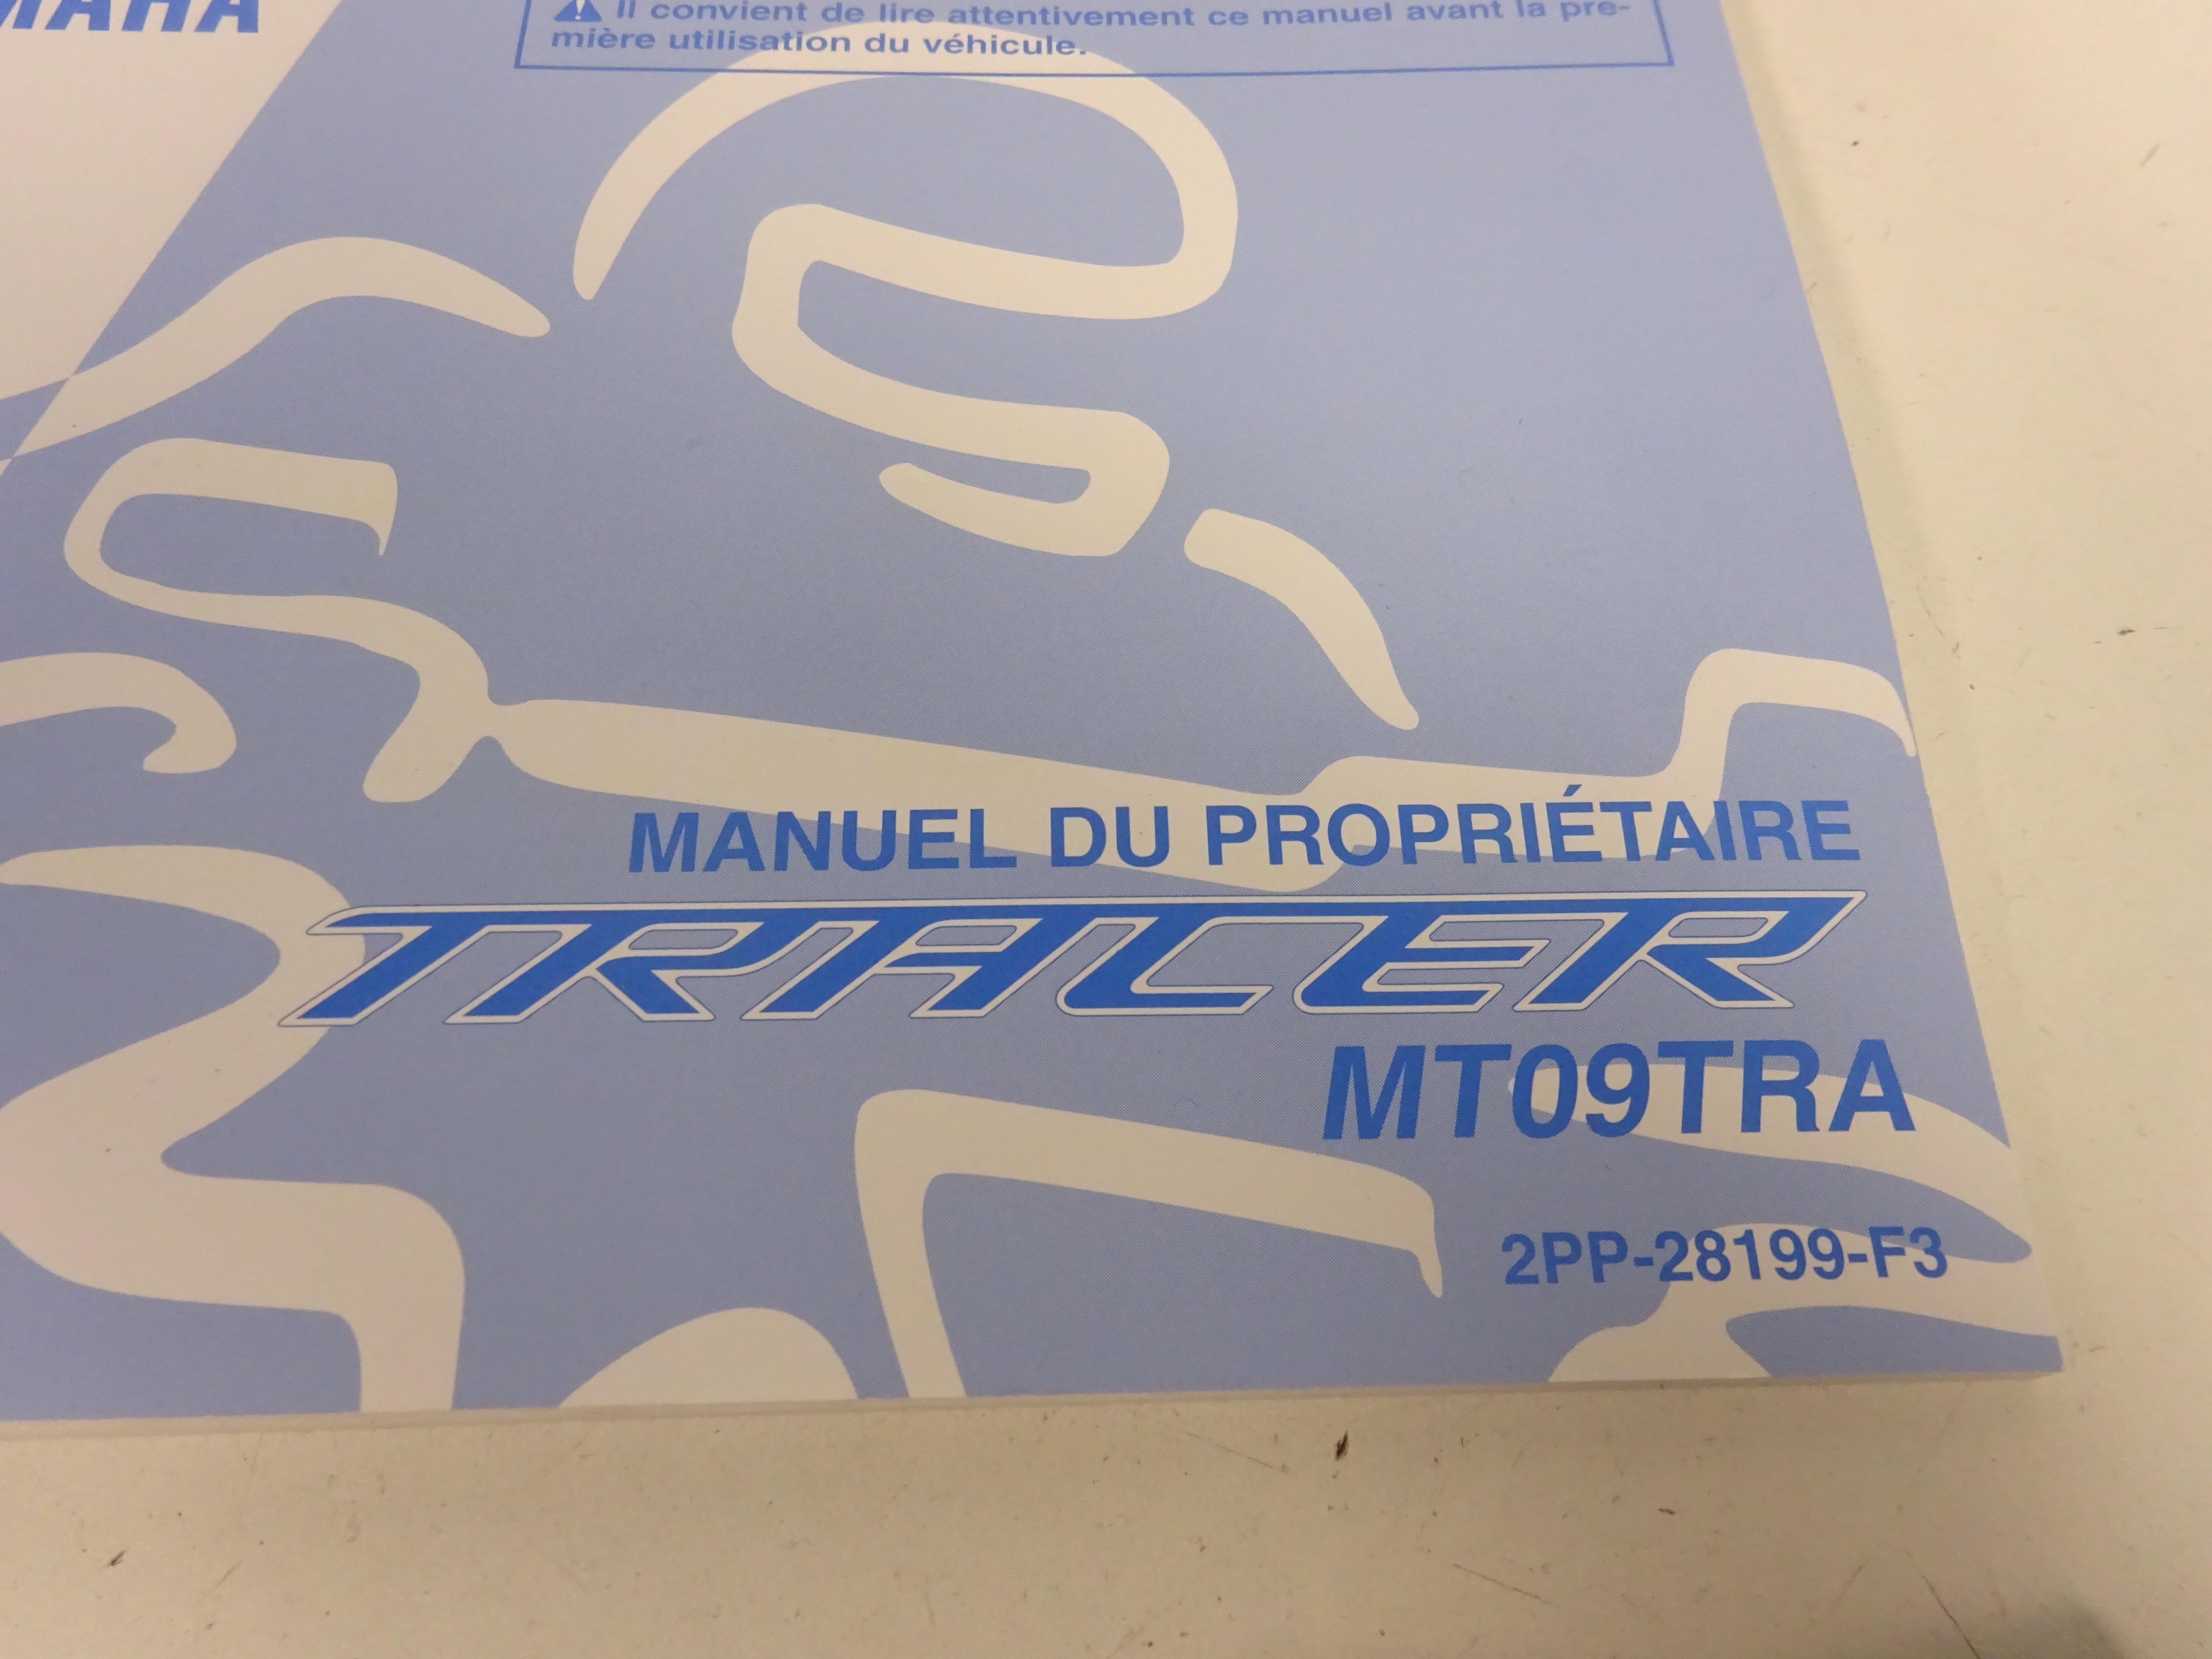 YAMAHA
Il convient de lire attentivement ce manuel avant la pre-
mière utilisation du véhicule.
MANUEL DU PROPRIÉTAIRE
TRACER
MT09TRA
2PP-28199-F3